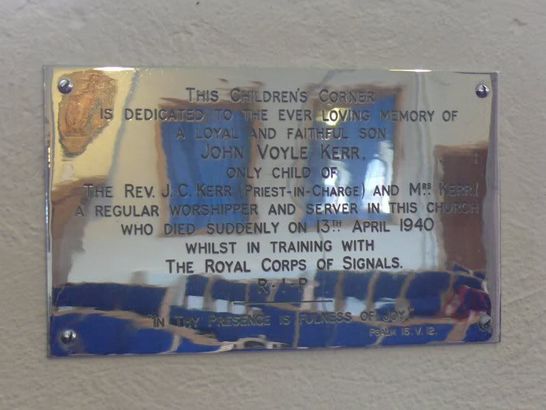 This Children's Corner
is dedicated to the ever loving memory of
a loyal and faithful son
John Voyle Kerr,
only child of
The Rev. J. C. Kerr (Priest-in-Charge) and Mrs Kerr.
A regular worshipper and server in this church
who died suddenly on 13th April 1940
whilst in training with
The Royal Corps of Signals.
R.I.P.
"In Thy Presence is fulness of joy."
Psalm 16. V. 12.